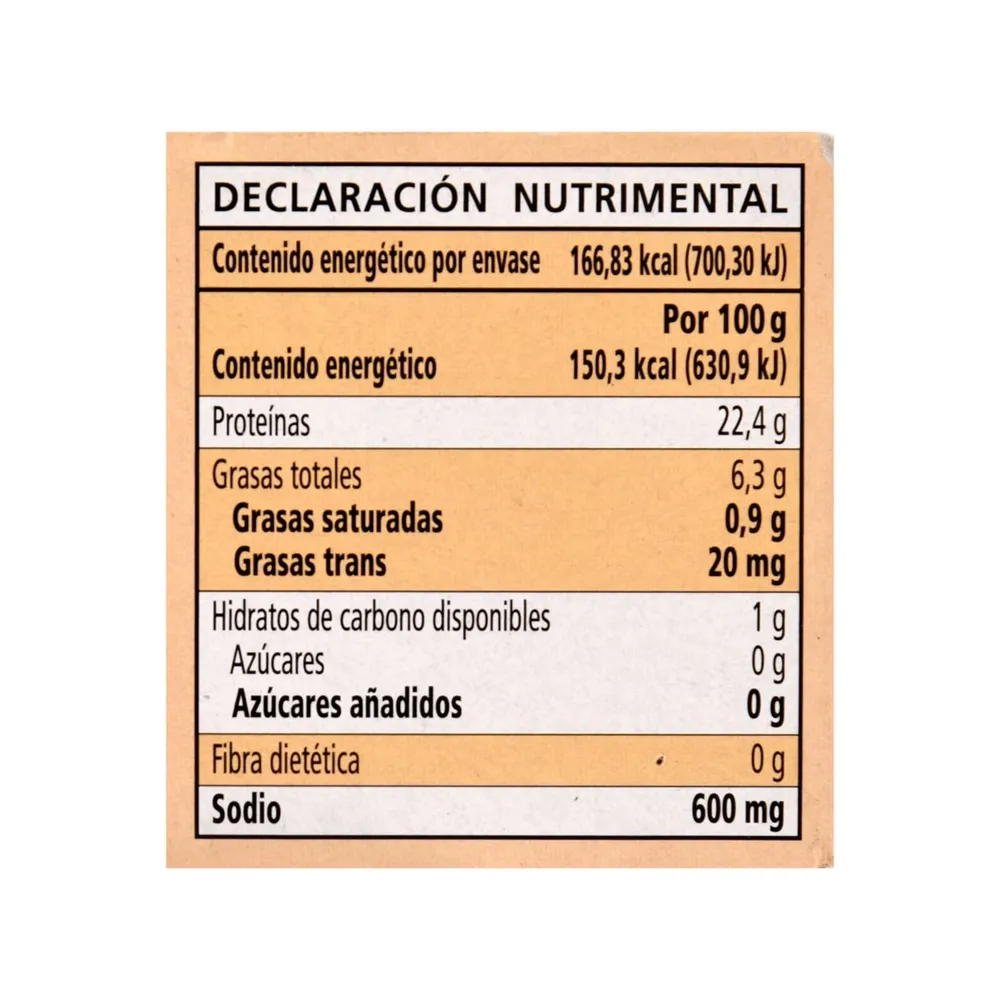 DECLARACIÓN NUTRIMENTAL
Contenido energético por envase 166,83 kcal (700,30 kJ)
Por 100 g
Contenido energético 150,3 kcal (630,9 kJ)
Proteínas 22,4 g
Grasas totales 6,3 g
Grasas saturadas 0,9 g
Grasas trans 20 mg
Hidratos de carbono disponibles 1 g
Azúcares 0 g
Azúcares añadidos 0 g
Fibra dietética 0 g
Sodio 600 mg